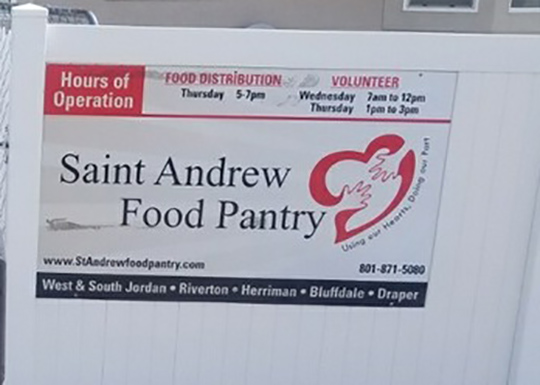 Hours of
Operation
FOOD DISTRIBUTION
Thursday 5-7pm
VOLUNTEER
Wednesday 7am to 12pm
Thursday 1pm to 3pm
Saint Andrew
Food Pantry
Using our Hearts, Doing our Part
www.StAndrewfoodpantry.com
801-871-5080
West & South Jordan • Riverton • Herriman • Bluffdale • Draper